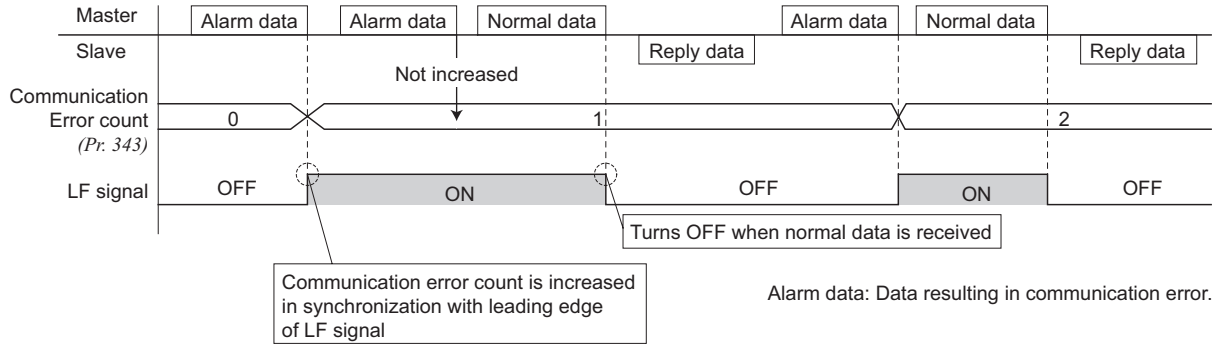 Master
Alarm data
Alarm data
Normal data
Alarm data
Normal data
Slave
Reply data
Reply data
Not increased
Communication
Error count
(Pr. 343)
0
1
2
LF signal
OFF
ON
OFF
ON
OFF
Turns OFF when normal data is received
Communication error count is increased
in synchronization with leading edge
of LF signal
Alarm data: Data resulting in communication error.